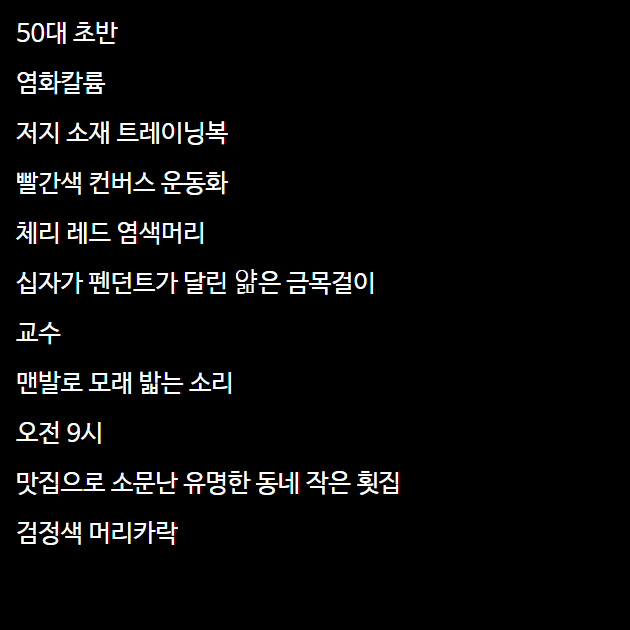 50대 초반
염화칼륨
저지 소재 트레이닝복
빨간색 컨버스 운동화
체리 레드 염색머리
십자가 펜던트가 달린 얇은 금목걸이
교수
맨발로 모래 밟는 소리
오전 9시
맛집으로 소문난 유명한 동네 작은 횟집
검정색 머리카락